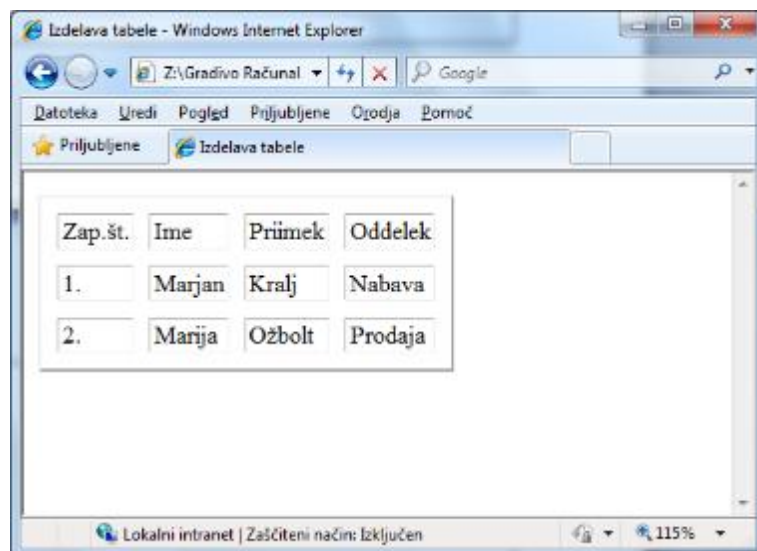 Izdelava tabele - Windows Internet Explorer
Z:\Gradivo Računal Google
Datoteka Uredi Pogled Priljubljene Orodja Pomoč
Priljubljene Izdelava tabele
Zap.št. Ime Priimek Oddelek
1. Marjan Kralj Nabava
2. Marija Ožbolt Prodaja
Lokalni intranet | Zaščiteni način: Izključen 115%